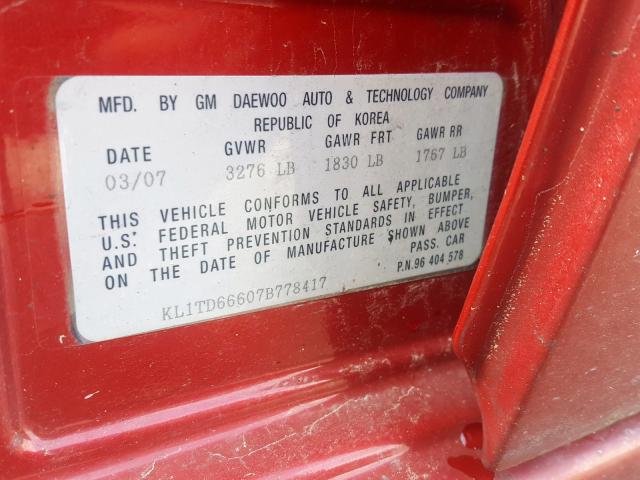 MFD. BY GM DAEWOO AUTO & TECHNOLOGY COMPANY
REPUBLIC OF KOREA
DATE GVWR GAWR FRT GAWR RR
03/07 3276 LB 1830 LB 1767 LB
THIS VEHICLE CONFORMS TO ALL APPLICABLE
U.S. FEDERAL MOTOR VEHICLE SAFETY, BUMPER,
AND THEFT PREVENTION STANDARDS IN EFFECT
ON THE DATE OF MANUFACTURE SHOWN ABOVE
PASS. CAR
KL1TD66607B778417 P.N.96 404 578